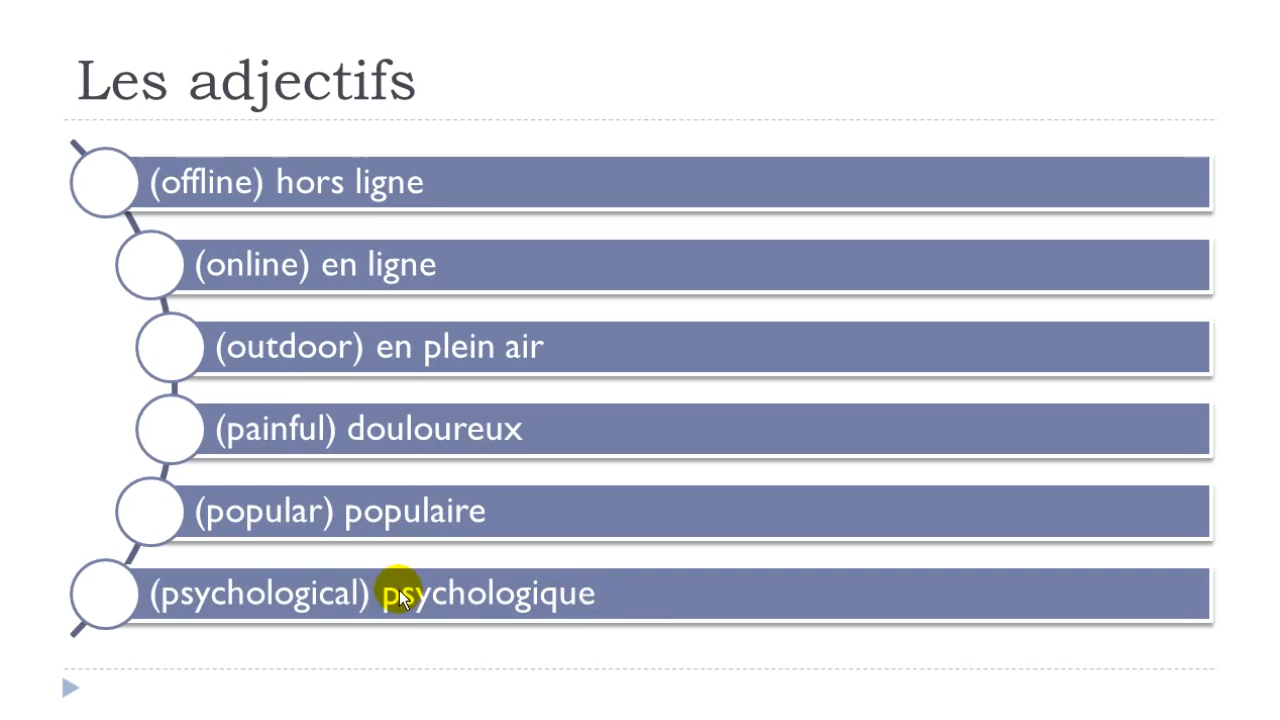 Les adjectifs
(offline) hors ligne
(online) en ligne
(outdoor) en plein air
(painful) douloureux
(popular) populaire
(psychological) psychologique